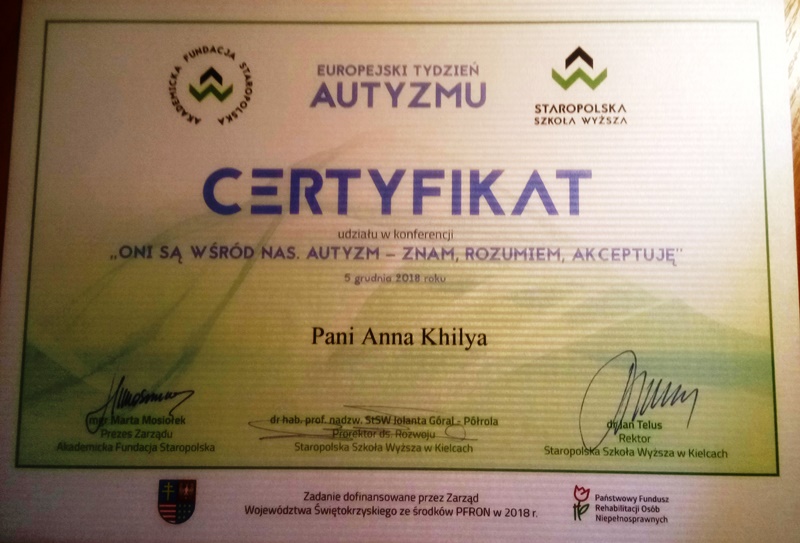 AKADEMICKA FUNDACJA STAROPOLSKA
EUROPEJSKI TYDZIEŃ
AUTYZMU
STAROPOLSKA
SZKOŁA WYŻSZA
CERTYFIKAT
udziału w konferencji
„ONI SĄ WŚRÓD NAS. AUTYZM – ZNAM, ROZUMIEM, AKCEPTUJĘ"
5 grudnia 2018 roku
Pani Anna Khilya
mgr Marta Mosiołek
Prezes Zarządu
Akademicka Fundacja Staropolska
dr hab. prof. nadzw. StSW Jolanta Góral - Półrola
Prorektor ds. Rozwoju
Staropolska Szkoła Wyższa w Kielcach
dr Jan Telus
Rektor
Staropolska Szkoła Wyższa w Kielcach
Zadanie dofinansowane przez Zarząd
Województwa Świętokrzyskiego ze środków PFRON w 2018 r.
Państwowy Fundusz
Rehabilitacji Osób
Niepełnosprawnych